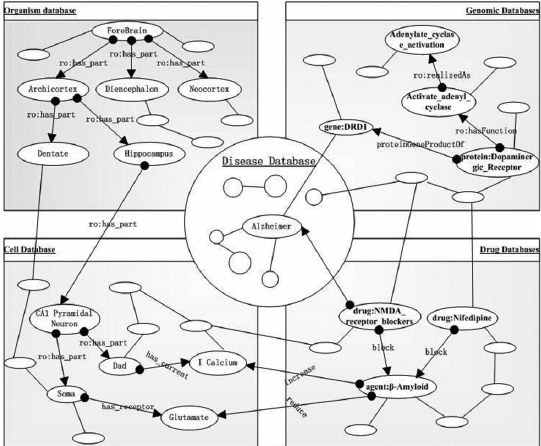 Organism database
Genomic Databases
ForeBrain
ro:has_part
ro:has_part
ro:has_part
Archicortex
Diencephalon
Neocortex
ro:has_part
ro:has_part
Dentate
Hippocampus
Adenylate_cyclas
e_activation
ro:realizedAs
Activate_adenyl_
cyclase
ro:hasFunction
gene:DRD1
proteinGeneProductOf
protein:Dopaminer
gic_Receptor
Disease Database
Alzheimer
ro:has_part
Cell Database
Drug Databases
CA1 Pyramidal
Neuron
ro:has_part
ro:has_part
Dad
has_current
I Calcium
Soma
has_receptor
Glutamate
drug:NMDA_
receptor_blockers
drug:Nifedipine
block
block
increase
agent:β-Amyloid
reduce